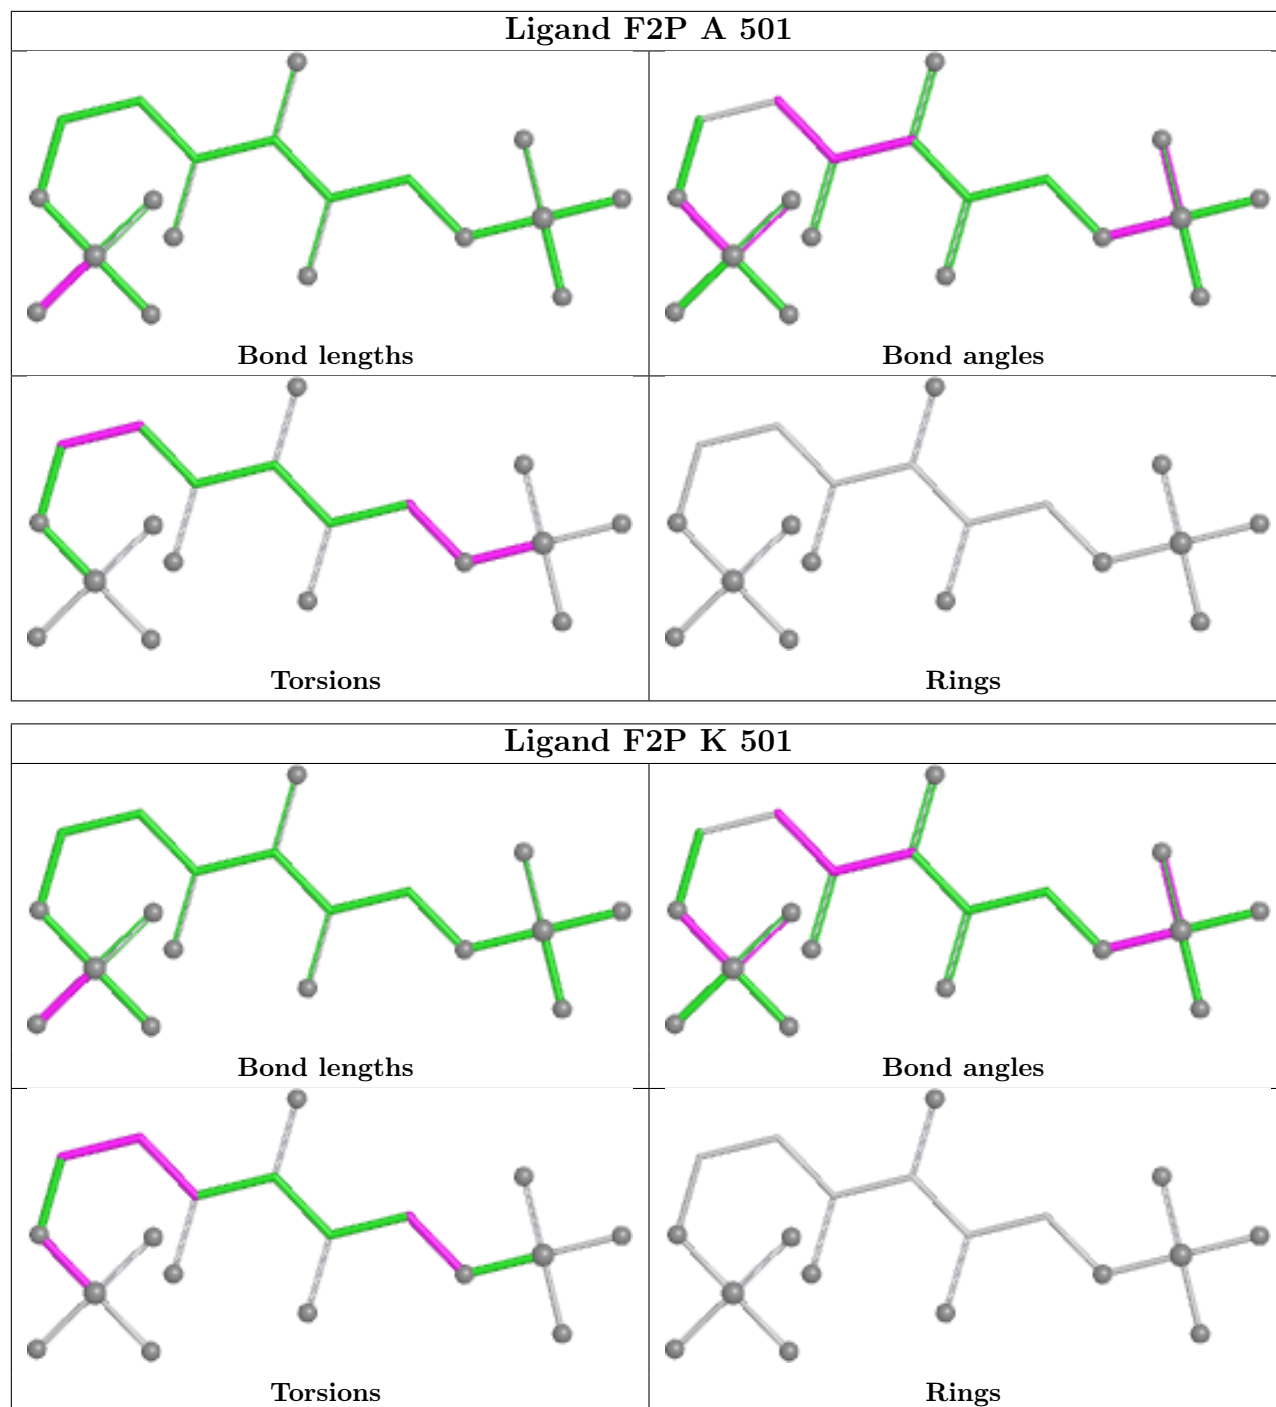 Ligand F2P A 501
Bond lengths
Bond angles
Torsions
Rings
Ligand F2P K 501
Bond lengths
Bond angles
Torsions
Rings